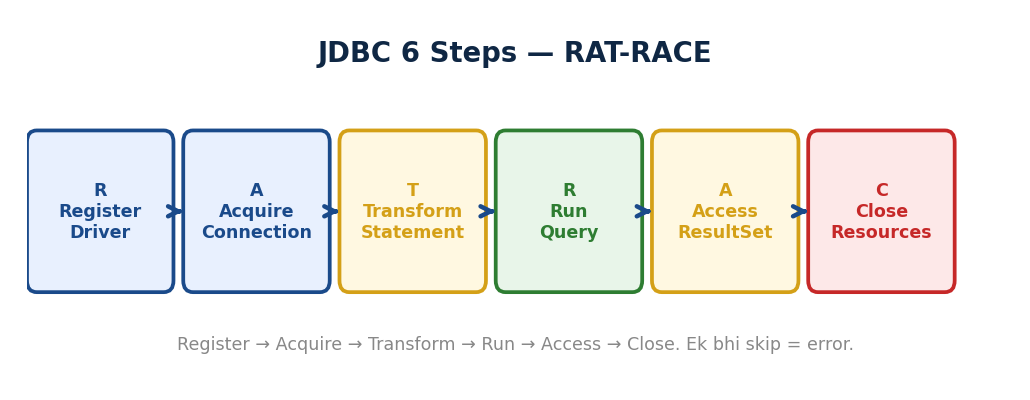 JDBC 6 Steps — RAT-RACE
R
Register
Driver
A
Acquire
Connection
T
Transform
Statement
R
Run
Query
A
Access
ResultSet
C
Close
Resources
Register → Acquire → Transform → Run → Access → Close. Ek bhi skip = error.